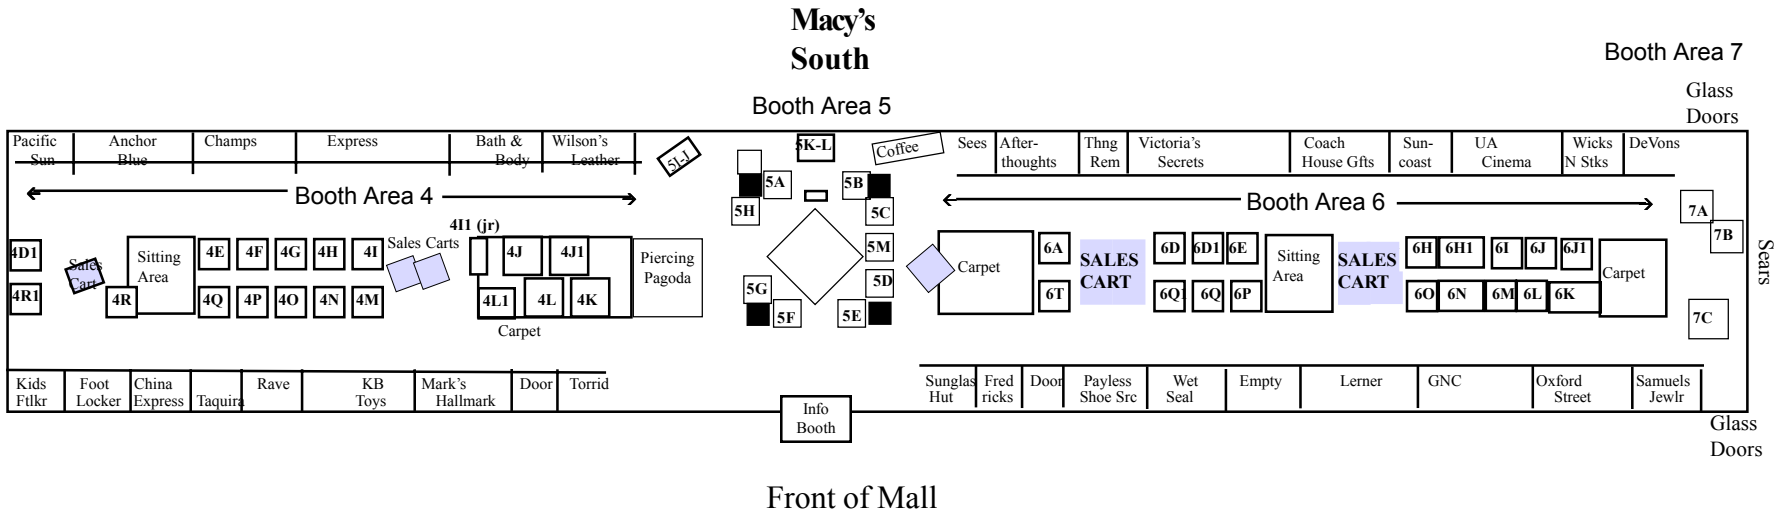 Macy's
South
Booth Area 7
Glass
Doors
Booth Area 5
Pacific
Sun
Anchor
Blue
Champs
Express
Bath &
Body
Wilson's
Leather
5I-J
5K-L
Coffee
Sees
After-
thoughts
Thng
Rem
Victoria's
Secrets
Coach
House Gfts
Sun-
coast
UA
Cinema
Wicks
N Stks
DeVons
Booth Area 4
5A
5B
5H
5C
Booth Area 6
7A
7B
4I1 (jr)
4D1
Sales
Cart
Sitting
Area
4E
4F
4G
4H
4I
Sales Carts
4J
4J1
Piercing
Pagoda
5M
Carpet
6A
SALES
CART
6D
6D1
6E
Sitting
Area
SALES
CART
6H
6H1
6I
6J
6J1
Carpet
Sears
4R1
4R
4Q
4P
4O
4N
4M
4L1
4L
4K
Carpet
5G
5D
5F
5E
6T
6Q1
6Q
6P
6O
6N
6M
6L
6K
7C
Kids
Ftlkr
Foot
Locker
China
Express
Taquira
Rave
KB
Toys
Mark's
Hallmark
Door
Torrid
Info
Booth
Sunglas
Hut
Fred
ricks
Door
Payless
Shoe Src
Wet
Seal
Empty
Lerner
GNC
Oxford
Street
Samuels
Jewlr
Glass
Doors
Front of Mall